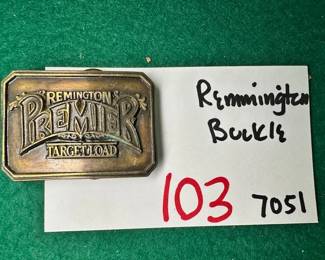 REMINGTON
PREMIER
TARGET LOAD
Remmington
Buckle
103 7051